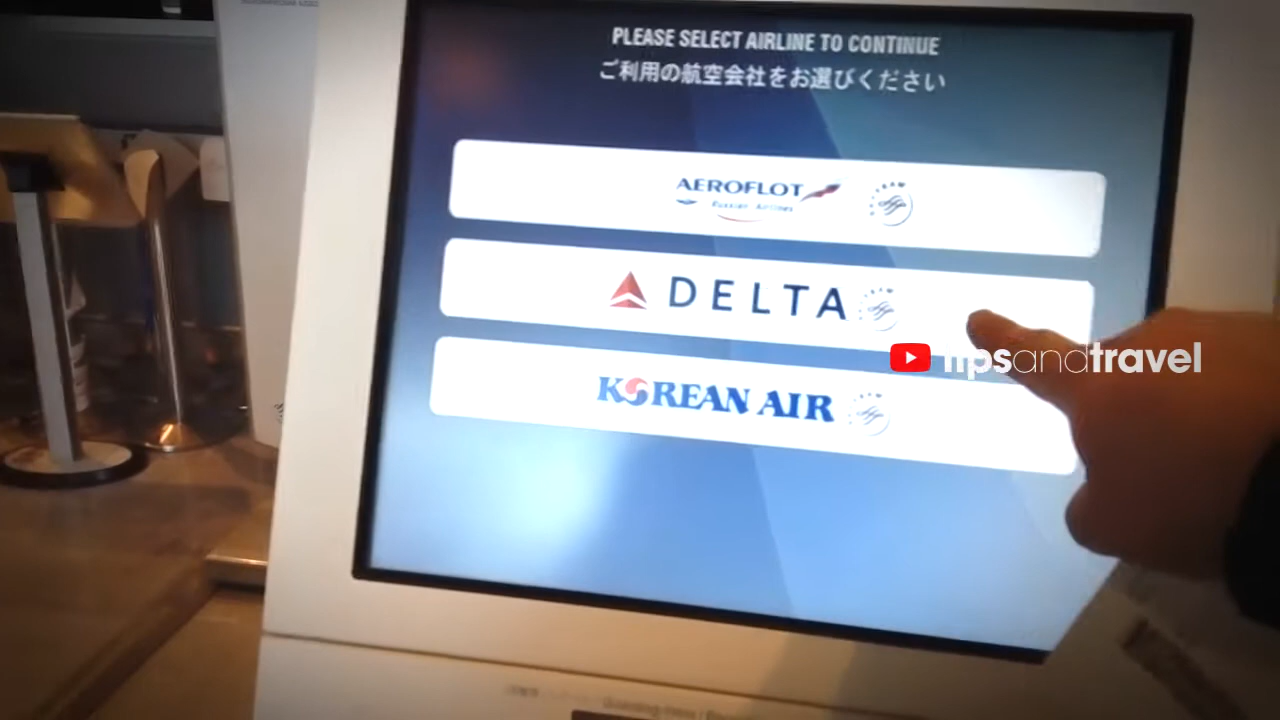 PLEASE SELECT AIRLINE TO CONTINUE
ご利用の航空会社をお選びください
AEROFLOT
Russian Airlines
DELTA
KOREAN AIR
tipsandtravel